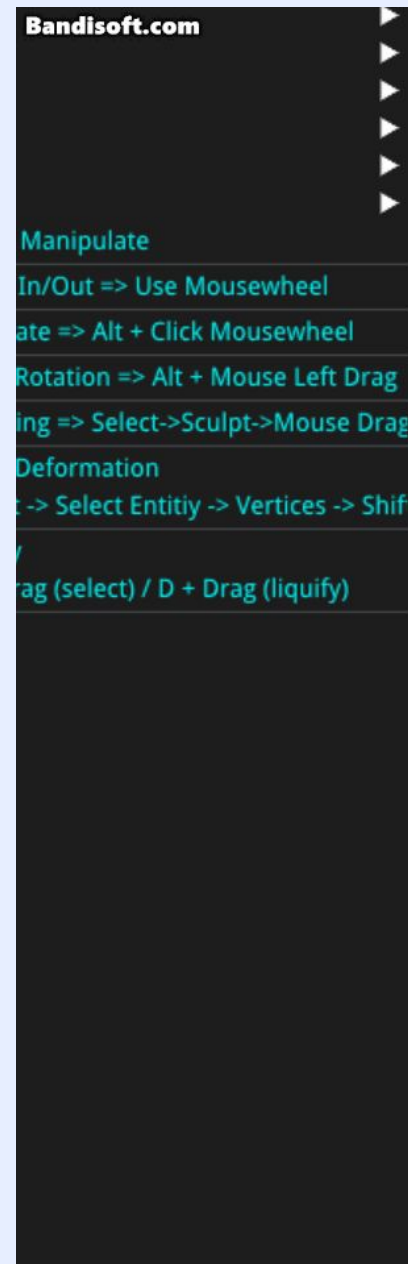 Bandisoft.com
Manipulate
In/Out => Use Mousewheel
ate => Alt + Click Mousewheel
Rotation => Alt + Mouse Left Drag
ing => Select->Sculpt->Mouse Drag
Deformation
-> Select Entitiy -> Vertices -> Shif
rag (select) / D + Drag (liquify)